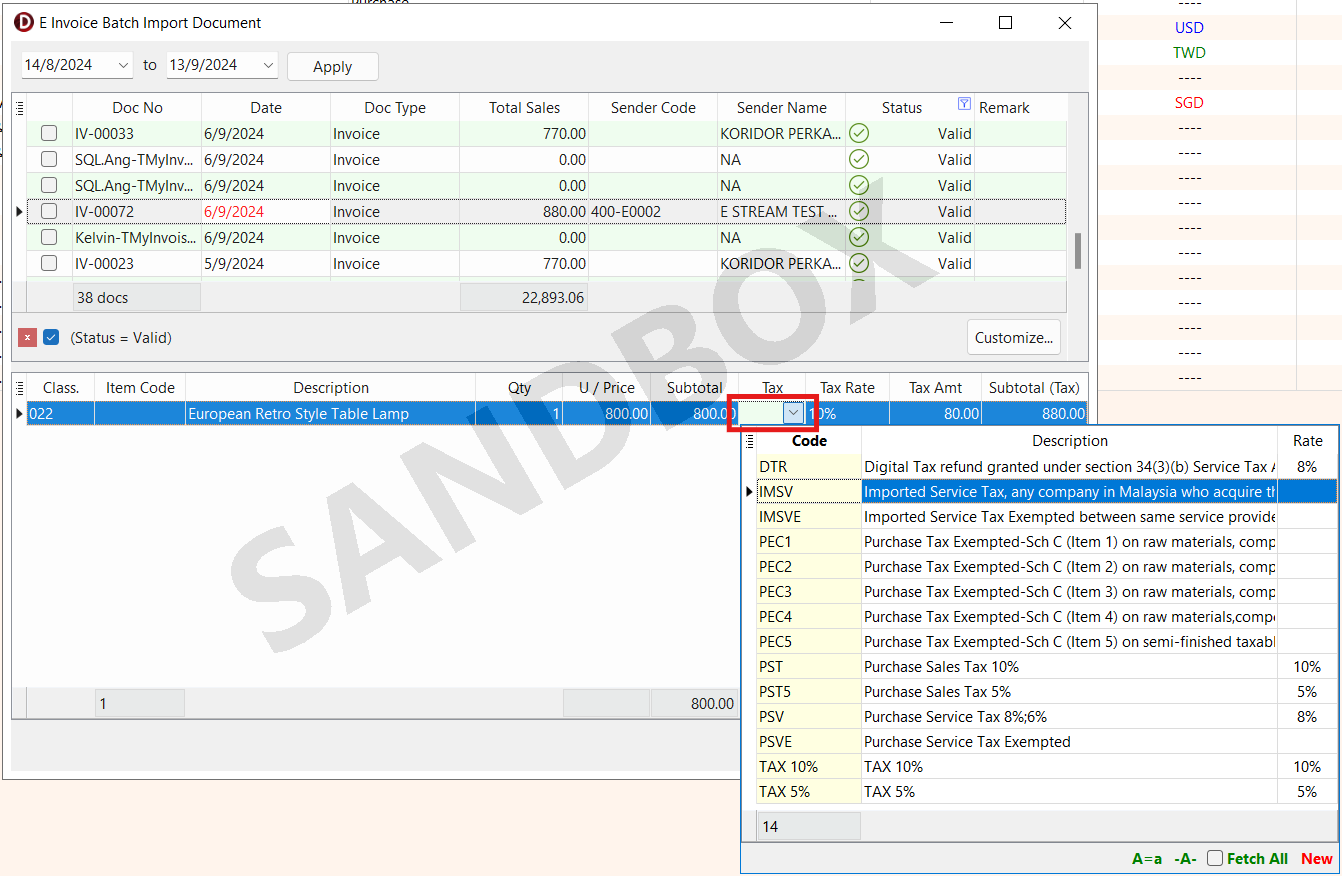 Purchase
E Invoice Batch Import Document
14/8/2024 to 13/9/2024 Apply
Doc No Date Doc Type Total Sales Sender Code Sender Name Status Remark
IV-00033 6/9/2024 Invoice 770.00 KORIDOR PERKA... Valid
SQL.Ang-TMyInv... 6/9/2024 Invoice 0.00 NA Valid
SQL.Ang-TMyInv... 6/9/2024 Invoice 0.00 NA Valid
IV-00072 6/9/2024 Invoice 880.00 400-E0002 E STREAM TEST ... Valid
Kelvin-TMyInvois... 6/9/2024 Invoice 0.00 NA Valid
IV-00023 5/9/2024 Invoice 770.00 KORIDOR PERKA... Valid
38 docs 22,893.06
x (Status = Valid) Customize...
----
USD
TWD
----
SGD
----
----
----
----
----
----
----
----
----
----
----
Class. Item Code Description Qty U / Price Subtotal Tax Tax Rate Tax Amt Subtotal (Tax)
022 European Retro Style Table Lamp 1 800.00 800.00 10% 80.00 880.00
SANDBOX
1 800.00
Code Description Rate
DTR Digital Tax refund granted under section 34(3)(b) Service Tax A 8%
IMSV Imported Service Tax, any company in Malaysia who acquire th
IMSVE Imported Service Tax Exempted between same service provide
PEC1 Purchase Tax Exempted-Sch C (Item 1) on raw materials, comp
PEC2 Purchase Tax Exempted-Sch C (Item 2) on raw materials, comp
PEC3 Purchase Tax Exempted-Sch C (Item 3) on raw materials, comp
PEC4 Purchase Tax Exempted-Sch C (Item 4) on raw materials,compo
PEC5 Purchase Tax Exempted-Sch C (Item 5) on semi-finished taxabl
PST Purchase Sales Tax 10% 10%
PST5 Purchase Sales Tax 5% 5%
PSV Purchase Service Tax 8%;6% 8%
PSVE Purchase Service Tax Exempted
TAX 10% TAX 10% 10%
TAX 5% TAX 5% 5%
14
A=a -A- Fetch All New